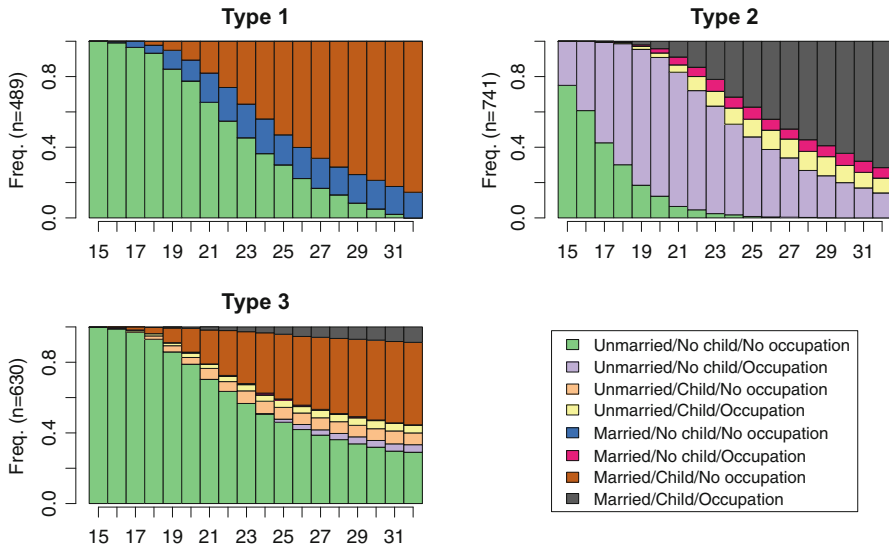 Type 1
Freq. (n=489)
0.0 0.4 0.8
15 17 19 21 23 25 27 29 31
Type 2
Freq. (n=741)
0.0 0.4 0.8
15 17 19 21 23 25 27 29 31
Type 3
Freq. (n=630)
0.0 0.4 0.8
15 17 19 21 23 25 27 29 31
Unmarried/No child/No occupation
Unmarried/No child/Occupation
Unmarried/Child/No occupation
Unmarried/Child/Occupation
Married/No child/No occupation
Married/No child/Occupation
Married/Child/No occupation
Married/Child/Occupation